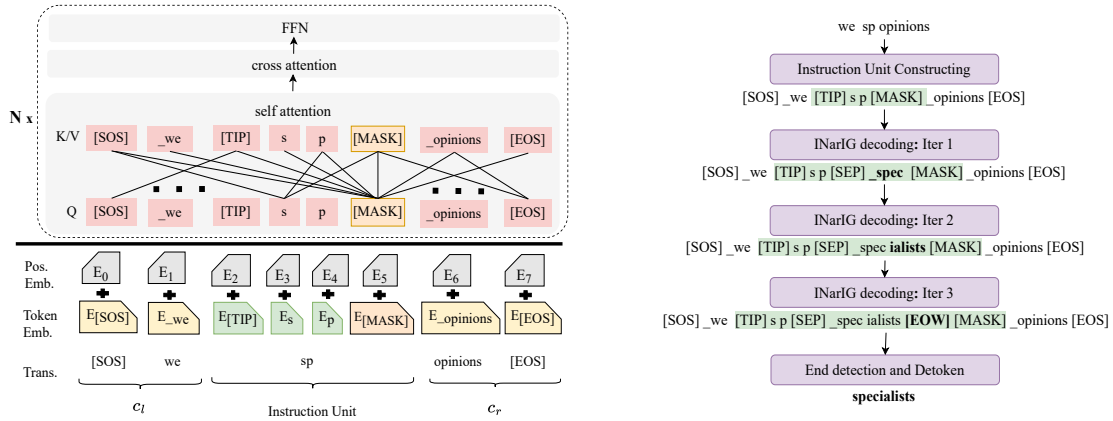 FFN
cross attention
N x
self attention
K/V [SOS] _we [TIP] s p [MASK] _opinions [EOS]
Q [SOS] _we [TIP] s p [MASK] _opinions [EOS]
Pos. Emb. E0 E1 E2 E3 E4 E5 E6 E7
Token Emb. E[SOS] E_we E[TIP] Es Ep E[MASK] E_opinions E[EOS]
Trans. [SOS] we sp opinions [EOS]
cl Instruction Unit cr
we sp opinions
Instruction Unit Constructing
[SOS] _we [TIP] s p [MASK] _opinions [EOS]
INarIG decoding: Iter 1
[SOS] _we [TIP] s p [SEP] _spec [MASK] _opinions [EOS]
INarIG decoding: Iter 2
[SOS] _we [TIP] s p [SEP] _spec ialists [MASK] _opinions [EOS]
INarIG decoding: Iter 3
[SOS] _we [TIP] s p [SEP] _spec ialists [EOW] [MASK] _opinions [EOS]
End detection and Detoken
specialists